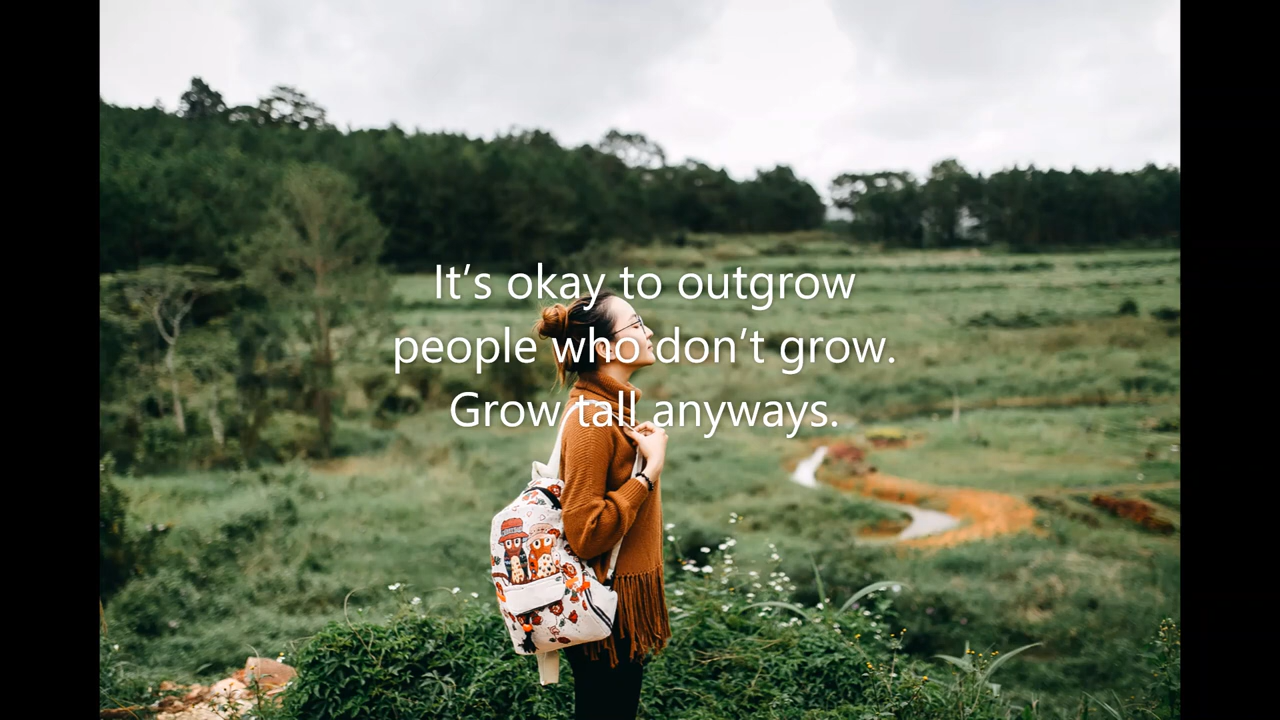 It’s okay to outgrow
people who don’t grow.
Grow tall anyways.